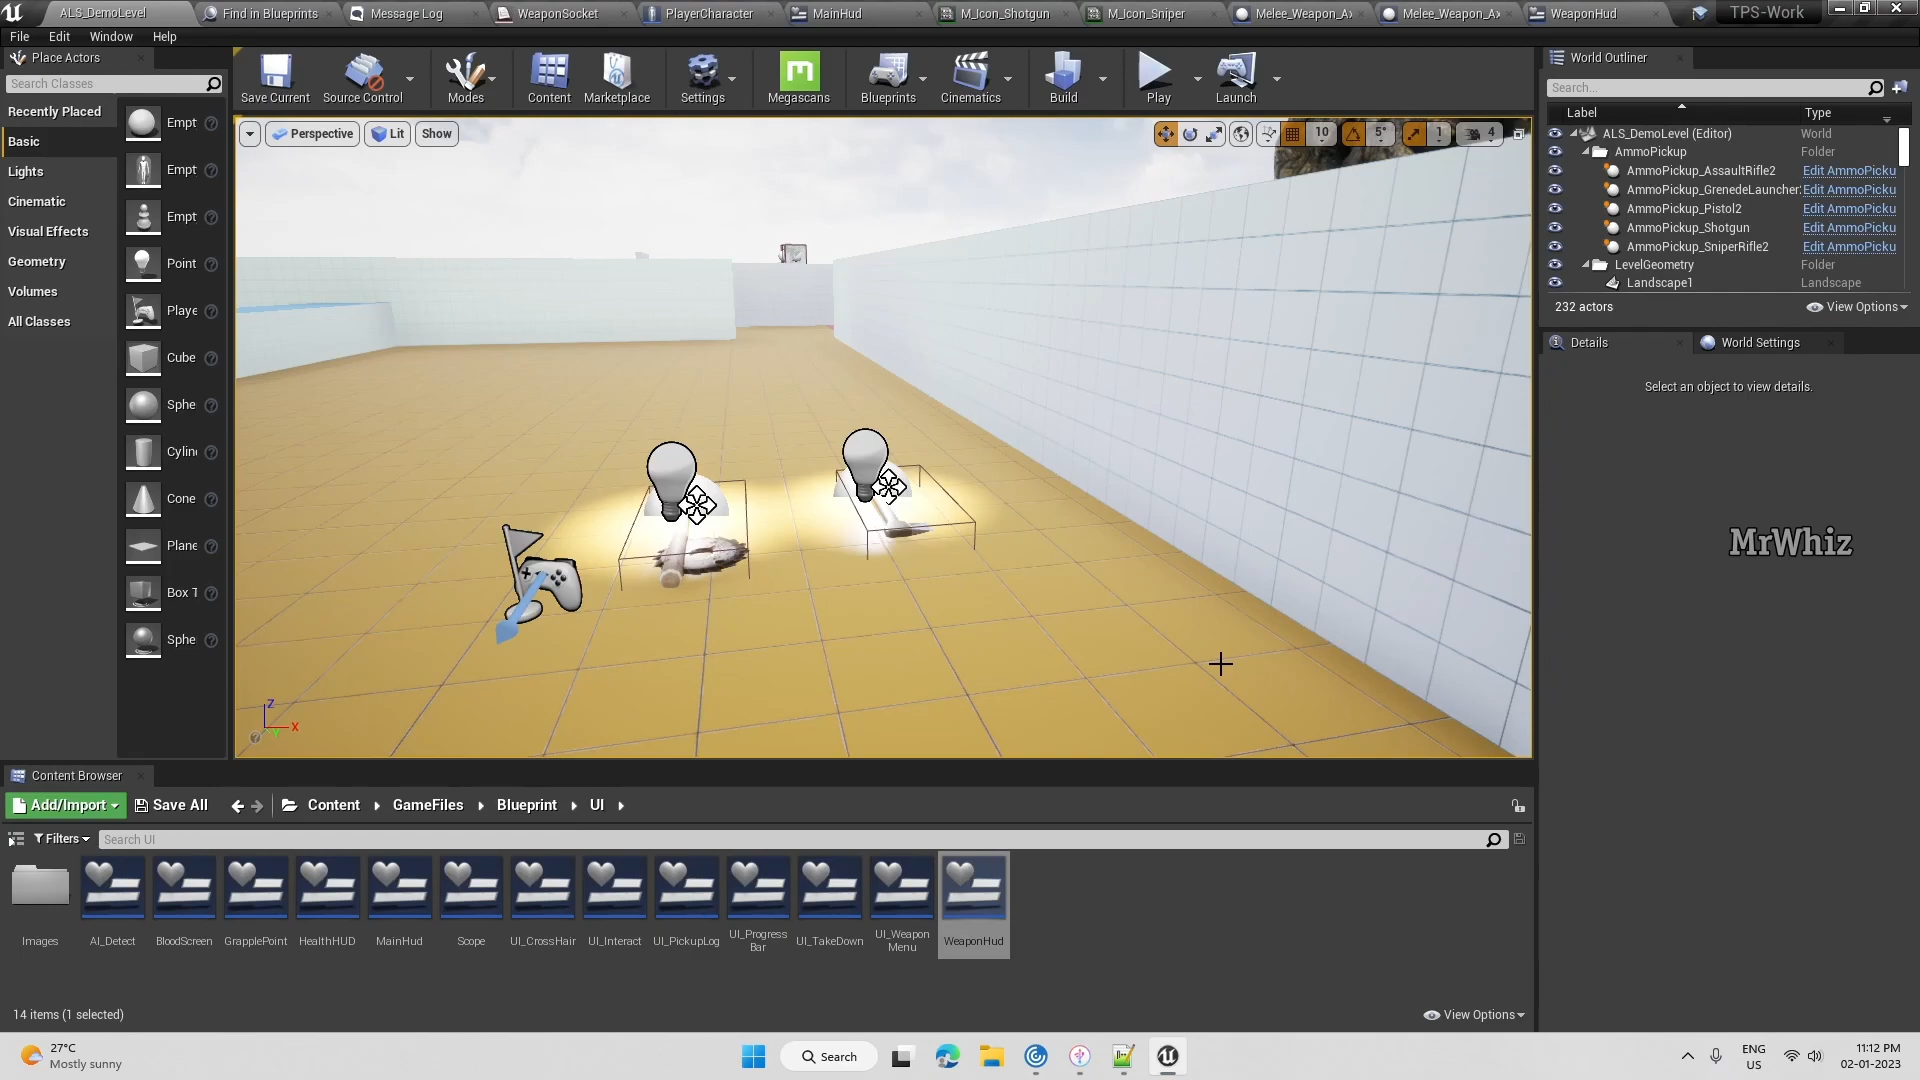 ALS_DemoLevel
Find in Blueprints
Message Log
WeaponSocket
PlayerCharacter
MainHud
M_Icon_Shotgun
M_Icon_Sniper
Melee_Weapon_Ax
Melee_Weapon_Ax
WeaponHud
TPS-Work
File
Edit
Window
Help
Place Actors
Search Classes
Recently Placed
Basic
Lights
Cinematic
Visual Effects
Geometry
Volumes
All Classes
Empt
Empt
Empt
Point
Playe
Cube
Sphe
Cylin
Cone
Plane
Box T
Sphe
Save Current
Source Control
Modes
Content
Marketplace
Settings
Megascans
Blueprints
Cinematics
Build
Play
Launch
Perspective
Lit
Show
10
5°
1
4
Z
X
Y
World Outliner
Search...
Label
Type
ALS_DemoLevel (Editor)
World
AmmoPickup
Folder
AmmoPickup_AssaultRifle2
Edit AmmoPicku
AmmoPickup_GrenedeLauncher
Edit AmmoPicku
AmmoPickup_Pistol2
Edit AmmoPicku
AmmoPickup_Shotgun
Edit AmmoPicku
AmmoPickup_SniperRifle2
Edit AmmoPicku
LevelGeometry
Folder
Landscape1
Landscape
232 actors
View Options
Details
World Settings
Select an object to view details.
MrWhiz
Content Browser
Add/Import
Save All
Content
GameFiles
Blueprint
UI
Filters
Search UI
Images
AI_Detect
BloodScreen
GrapplePoint
HealthHUD
MainHud
Scope
UI_CrossHair
UI_Interact
UI_PickupLog
UI_Progress
Bar
UI_TakeDown
UI_Weapon
Menu
WeaponHud
14 items (1 selected)
View Options
27°C
Mostly sunny
Search
ENG
US
11:12 PM
02-01-2023